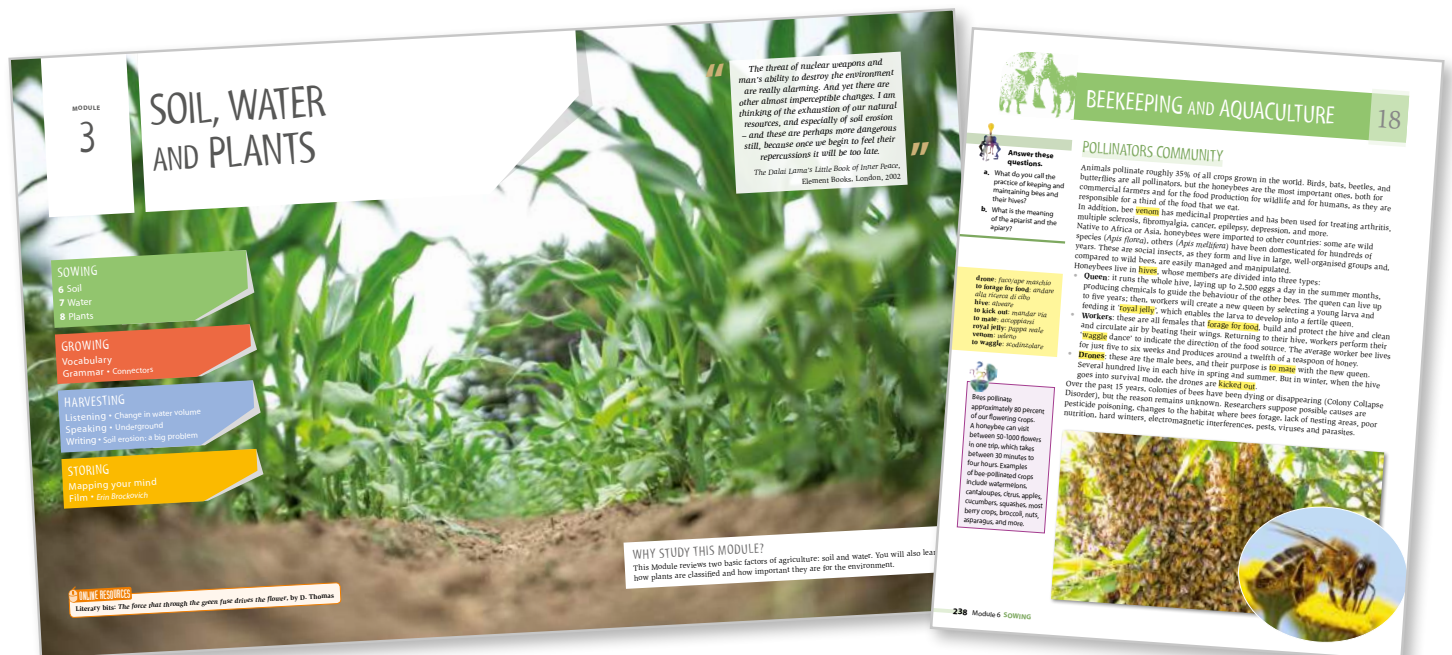 MODULE
3
SOIL, WATER
AND PLANTS
“
The threat of nuclear weapons and
man's ability to destroy the environment
are really alarming. And yet there are
other almost imperceptible changes, I am
thinking of the exhaustion of our natural
resources, and especially of soil erosion
– and these are perhaps more dangerous
still, because once we begin to feel their
repercussions it will be too late.
”
The Dalai Lama's Little Book of Inner Peace,
Element Books, London, 2002
SOWING
6 Soil
7 Water
8 Plants
GROWING
Vocabulary
Grammar • Connectors
HARVESTING
Listening • Change in water volume
Speaking • Underground
Writing • Soil erosion: a big problem
STORING
Mapping your mind
Film • Erin Brockovich
WHY STUDY THIS MODULE?
This Module reviews two basic factors of agriculture: soil and water. You will also lear
how plants are classified and how important they are for the environment.
ONLINE RESOURCES
Literary bits: The force that through the green fuse drives the flower, by D. Thomas
BEEKEEPING AND AQUACULTURE
18
Answer these
questions.
a. What do you call the
practice of keeping and
maintaining bees and
their hives?
b. What is the meaning
of the apiarist and the
apiary?
drone: fuco/ape maschio
to forage for food: andare
alla ricerca di cibo
hive: alveare
to kick out: mandar via
to mate: accoppiarsi
royal jelly: pappa reale
venom: veleno
to waggle: scodinzolare
Bees pollinate
approximately 80 percent
of our flowering crops.
A honeybee can visit
between 50-1000 flowers
in one trip, which takes
between 30 minutes to
four hours. Examples
of bee-pollinated crops
include watermelons,
cantaloupes, citrus, apples,
cucumbers, squashes, most
berry crops, broccoli, nuts,
asparagus, and more.
POLLINATORS COMMUNITY
Animals pollinate roughly 35% of all crops grown in the world. Birds, bats, beetles, and
butterflies are all pollinators, but the honeybees are the most important ones, both for
commercial farmers and for the food production for wildlife and for humans, as they are
responsible for a third of the food that we eat.
In addition, bee venom has medicinal properties and has been used for treating arthritis,
multiple sclerosis, fibromyalgia, cancer, epilepsy, depression, and more.
Native to Africa or Asia, honeybees were imported to other countries: some are wild
species (Apis florea), others (Apis mellifera) have been domesticated for hundreds of
years. These are social insects, as they form and live in large, well-organised groups and,
compared to wild bees, are easily managed and manipulated.
Honeybees live in hives, whose members are divided into three types:
• Queen: it runs the whole hive, laying up to 2,500 eggs a day in the summer months,
producing chemicals to guide the behaviour of the other bees. The queen can live up
to five years; then, workers will create a new queen by selecting a young larva and
feeding it 'royal jelly', which enables the larva to develop into a fertile queen.
• Workers: these are all females that forage for food, build and protect the hive and clean
and circulate air by beating their wings. Returning to their hive, workers perform their
'waggle dance' to indicate the direction of the food source. The average worker bee lives
for just five to six weeks and produces around a twelfth of a teaspoon of honey.
• Drones: these are the male bees, and their purpose is to mate with the new queen.
Several hundred live in each hive in spring and summer. But in winter, when the hive
goes into survival mode, the drones are kicked out.
Over the past 15 years, colonies of bees have been dying or disappearing (Colony Collapse
Disorder), but the reason remains unknown. Researchers suppose possible causes are
pesticide poisoning, changes to the habitat where bees forage, lack of nesting areas, poor
nutrition, hard winters, electromagnetic interferences, pests, viruses and parasites.
238 Module 6 SOWING